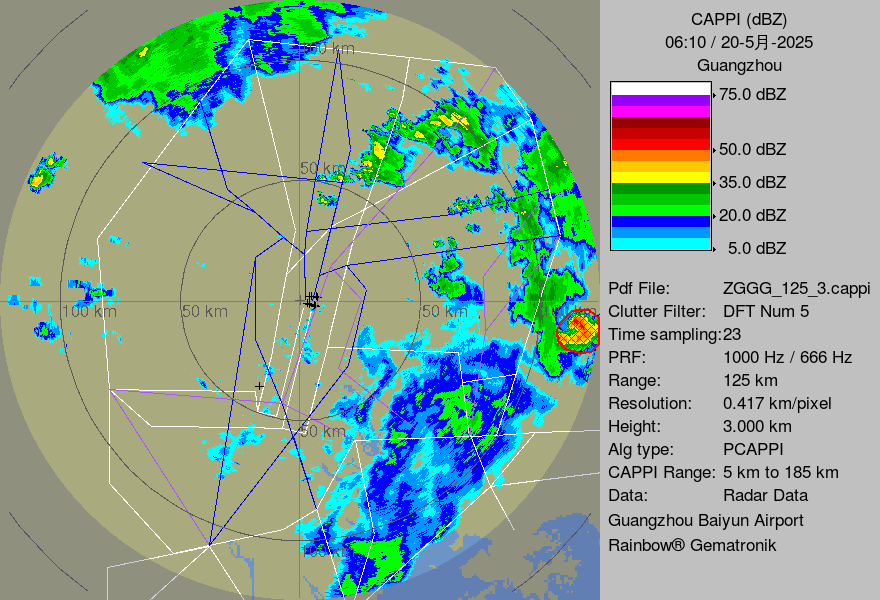 100 km
50 km
100 km
50 km
50 km
50 km
100 km
CAPPI (dBZ)
06:10 / 20-5月-2025
Guangzhou
75.0 dBZ
50.0 dBZ
35.0 dBZ
20.0 dBZ
5.0 dBZ
Pdf File: ZGGG_125_3.cappi
Clutter Filter: DFT Num 5
Time sampling:23
PRF: 1000 Hz / 666 Hz
Range: 125 km
Resolution: 0.417 km/pixel
Height: 3.000 km
Alg type: PCAPPI
CAPPI Range: 5 km to 185 km
Data: Radar Data
Guangzhou Baiyun Airport
Rainbow® Gematronik